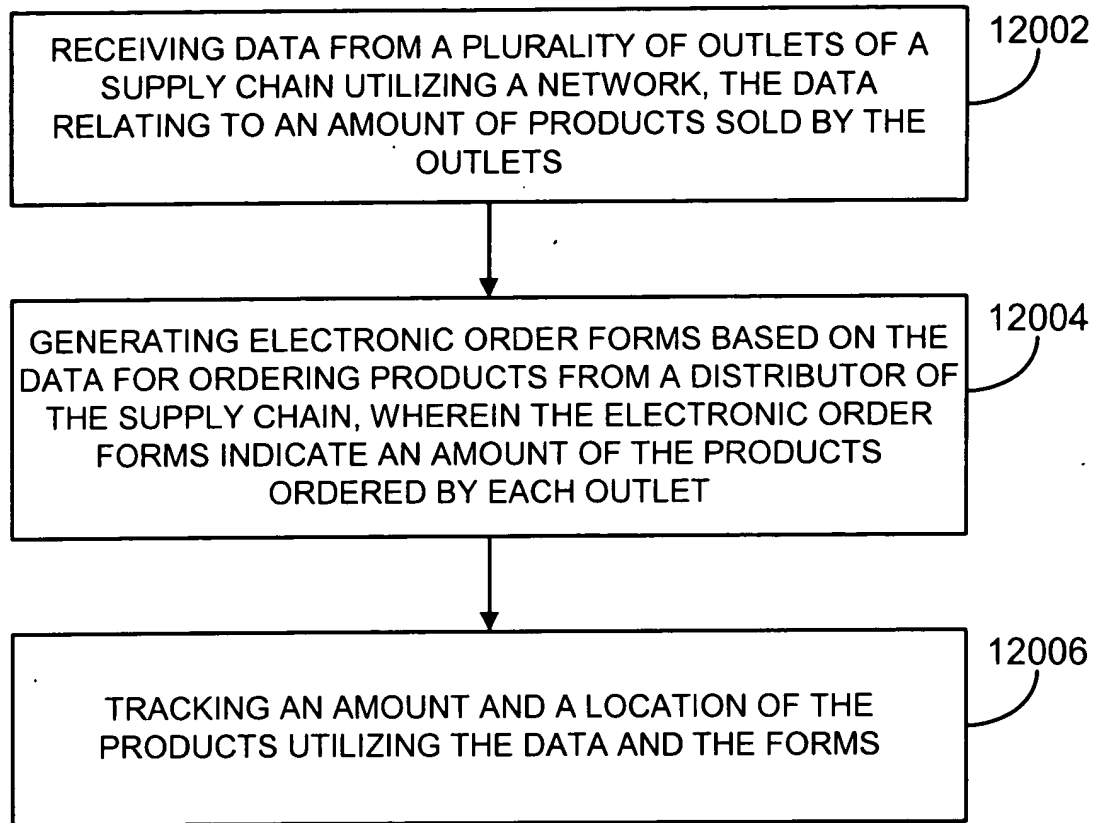 RECEIVING DATA FROM A PLURALITY OF OUTLETS OF A
SUPPLY CHAIN UTILIZING A NETWORK, THE DATA
RELATING TO AN AMOUNT OF PRODUCTS SOLD BY THE
OUTLETS
12002
GENERATING ELECTRONIC ORDER FORMS BASED ON THE
DATA FOR ORDERING PRODUCTS FROM A DISTRIBUTOR OF
THE SUPPLY CHAIN, WHEREIN THE ELECTRONIC ORDER
FORMS INDICATE AN AMOUNT OF THE PRODUCTS
ORDERED BY EACH OUTLET
12004
TRACKING AN AMOUNT AND A LOCATION OF THE
PRODUCTS UTILIZING THE DATA AND THE FORMS
12006